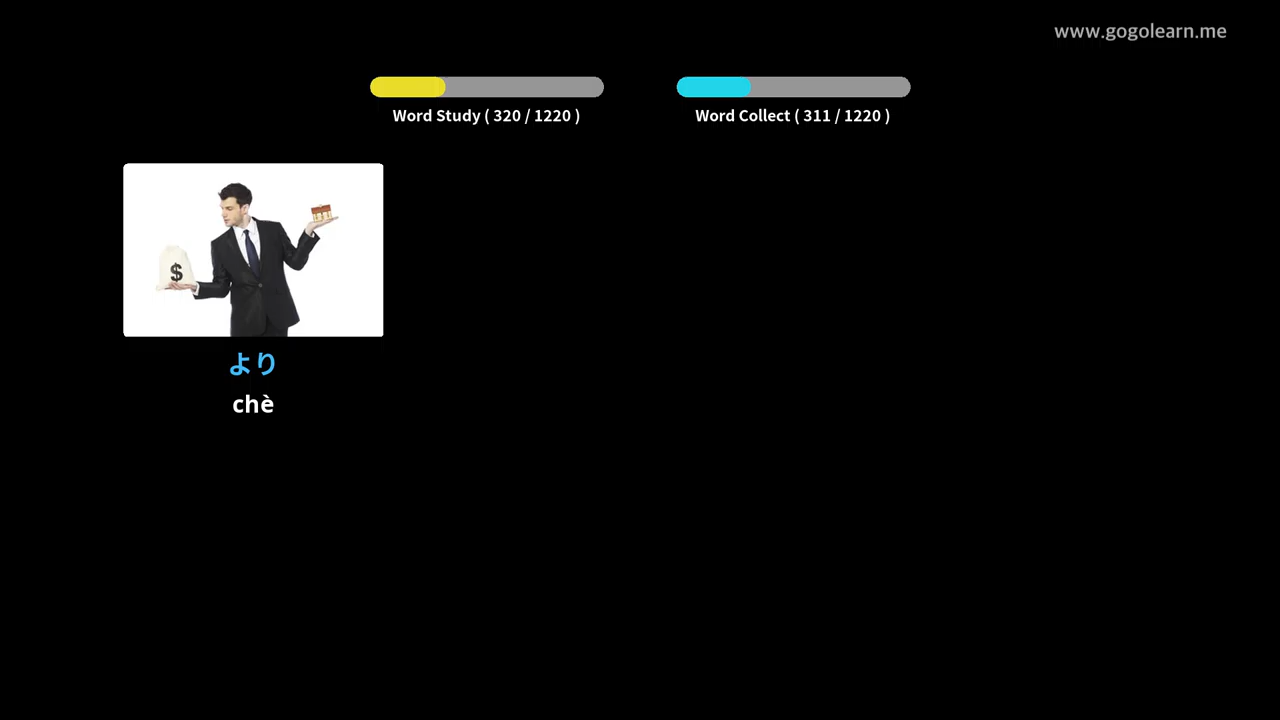 www.gogolearn.me
Word Study ( 320 / 1220 )
Word Collect ( 311 / 1220 )
$
より
chè